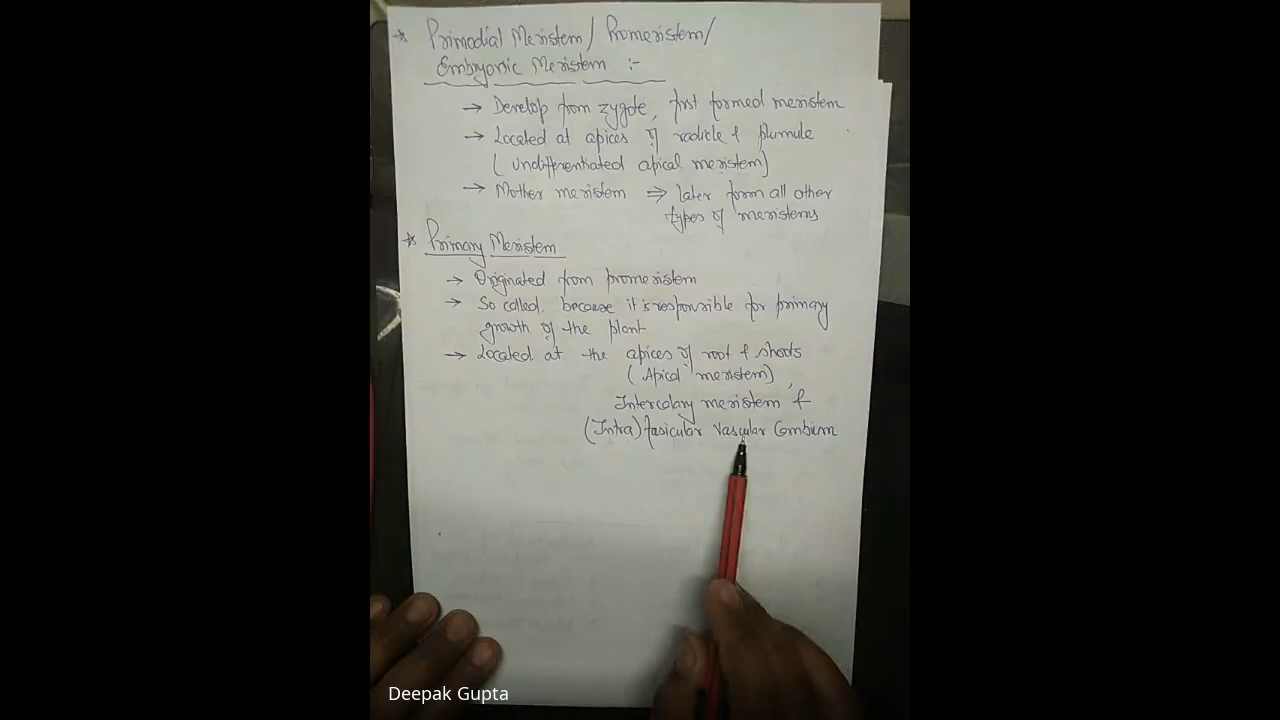 * Primodial Meristem / Promeristem /
Embryonic Meristem :-
→ Develop from zygote, first formed meristem
→ Located at apices of radicle & plumule
( undifferentiated apical meristem)
→ Mother meristem ⇒ Later form all other
types of meristems
* Primary Meristem
→ Originated from promeristem
→ So called. because it is responsible for primary
growth of the plant
→ Located at the apices of root & shoots
( Apical meristem) ,
Intercalary meristem &
(Intra) fasicular vascular Cambium
Deepak Gupta